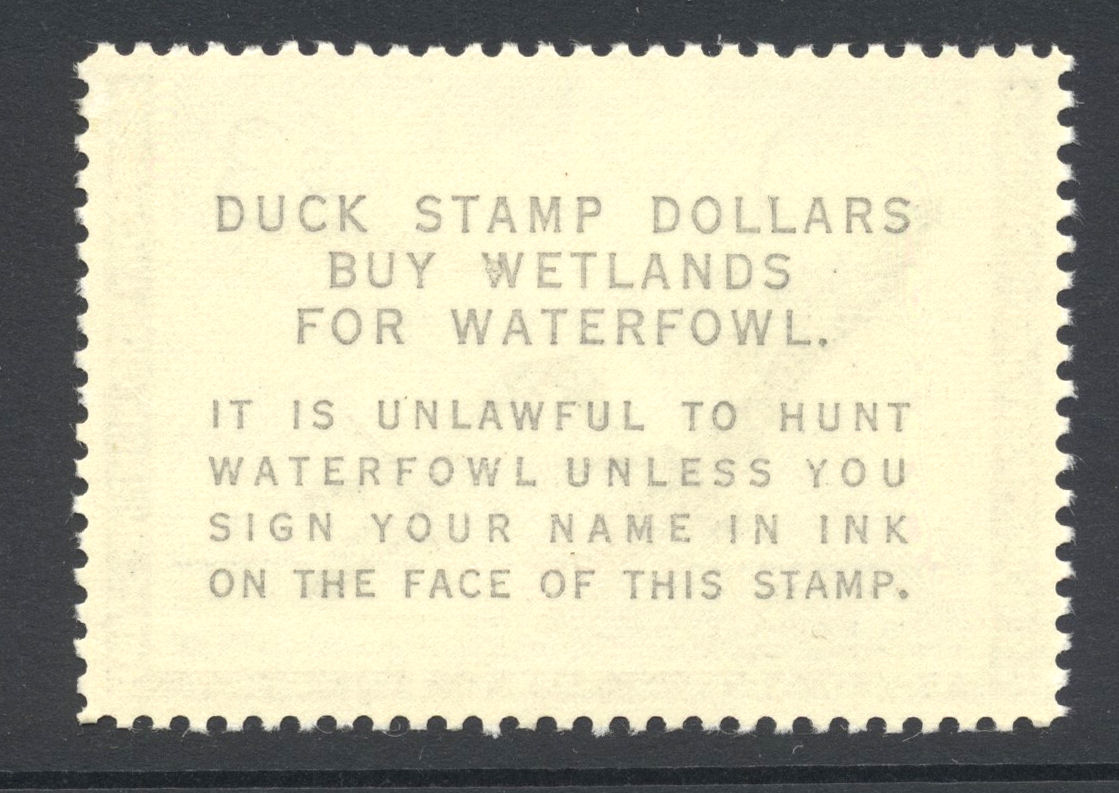 DUCK STAMP DOLLARS
BUY WETLANDS
FOR WATERFOWL.
IT IS UNLAWFUL TO HUNT
WATERFOWL UNLESS YOU
SIGN YOUR NAME IN INK
ON THE FACE OF THIS STAMP.